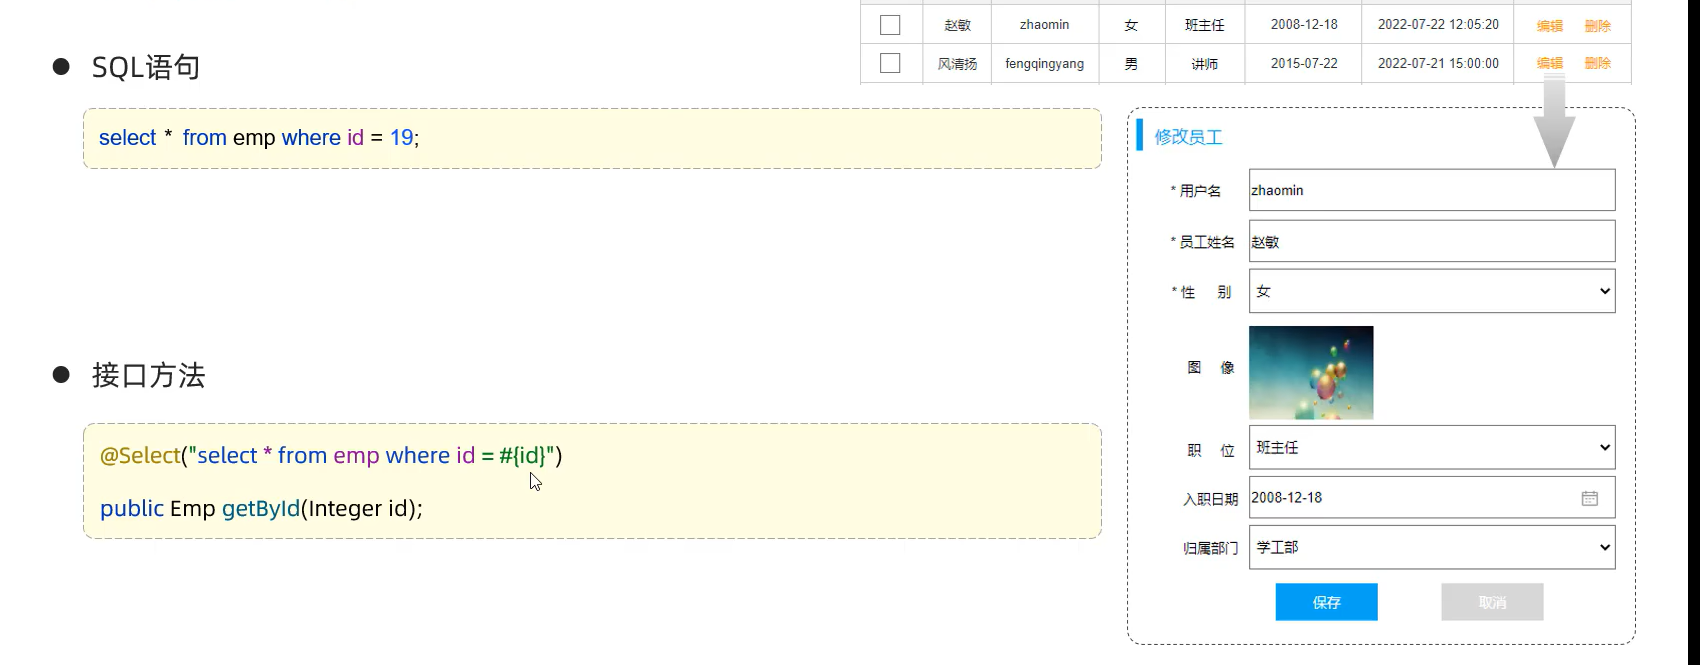 赵敏 zhaomin 女 班主任 2008-12-18 2022-07-22 12:05:20 编辑 删除
风清扬 fengqingyang 男 讲师 2015-07-22 2022-07-21 15:00:00 编辑 删除
SQL语句
select * from emp where id = 19;
接口方法
@Select("select * from emp where id = #{id}")
public Emp getById(Integer id);
修改员工
* 用户名 zhaomin
* 员工姓名 赵敏
* 性 别 女
图 像
职 位 班主任
入职日期 2008-12-18
归属部门 学工部
保存 取消